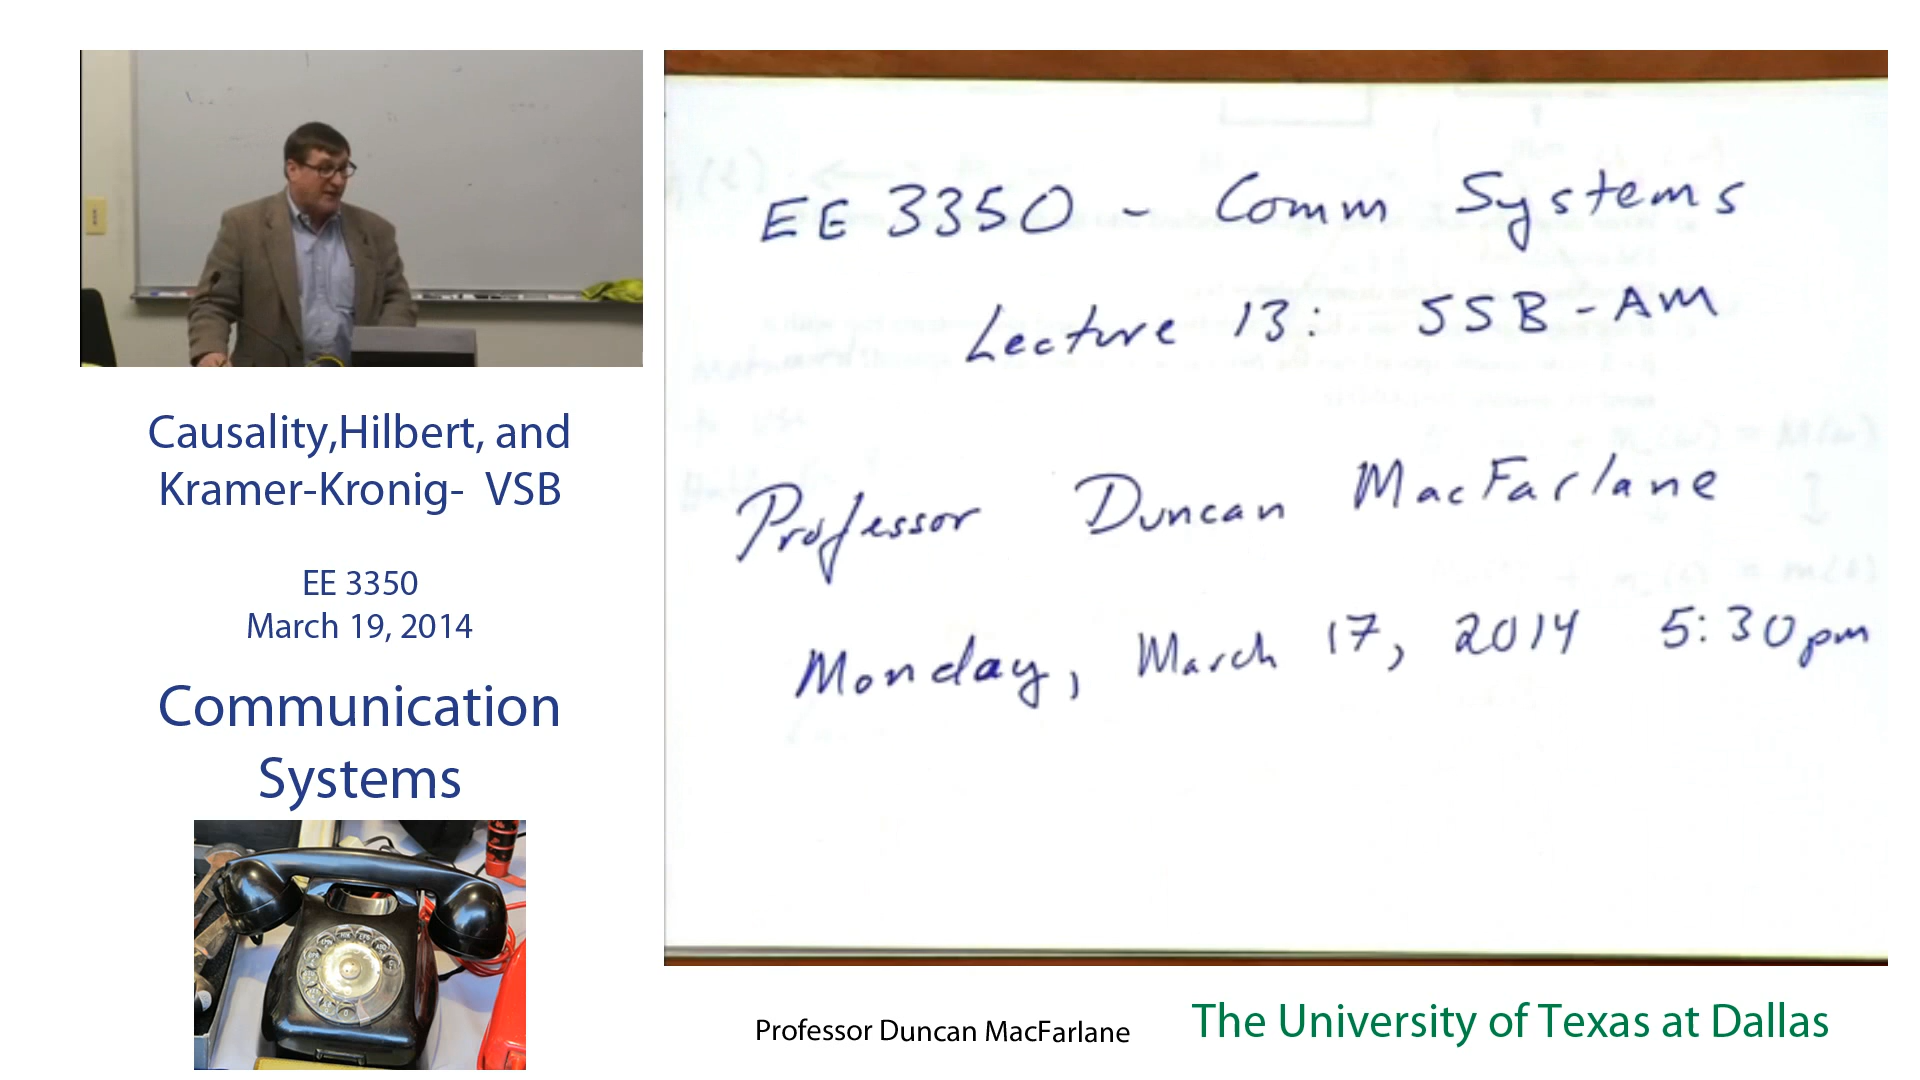 Causality,Hilbert, and
Kramer-Kronig- VSB
EE 3350
March 19, 2014
Communication
Systems
EE 3350 - Comm Systems
Lecture 13: SSB-AM
Professor Duncan MacFarlane
Monday, March 17, 2014 5:30pm
Professor Duncan MacFarlane
The University of Texas at Dallas